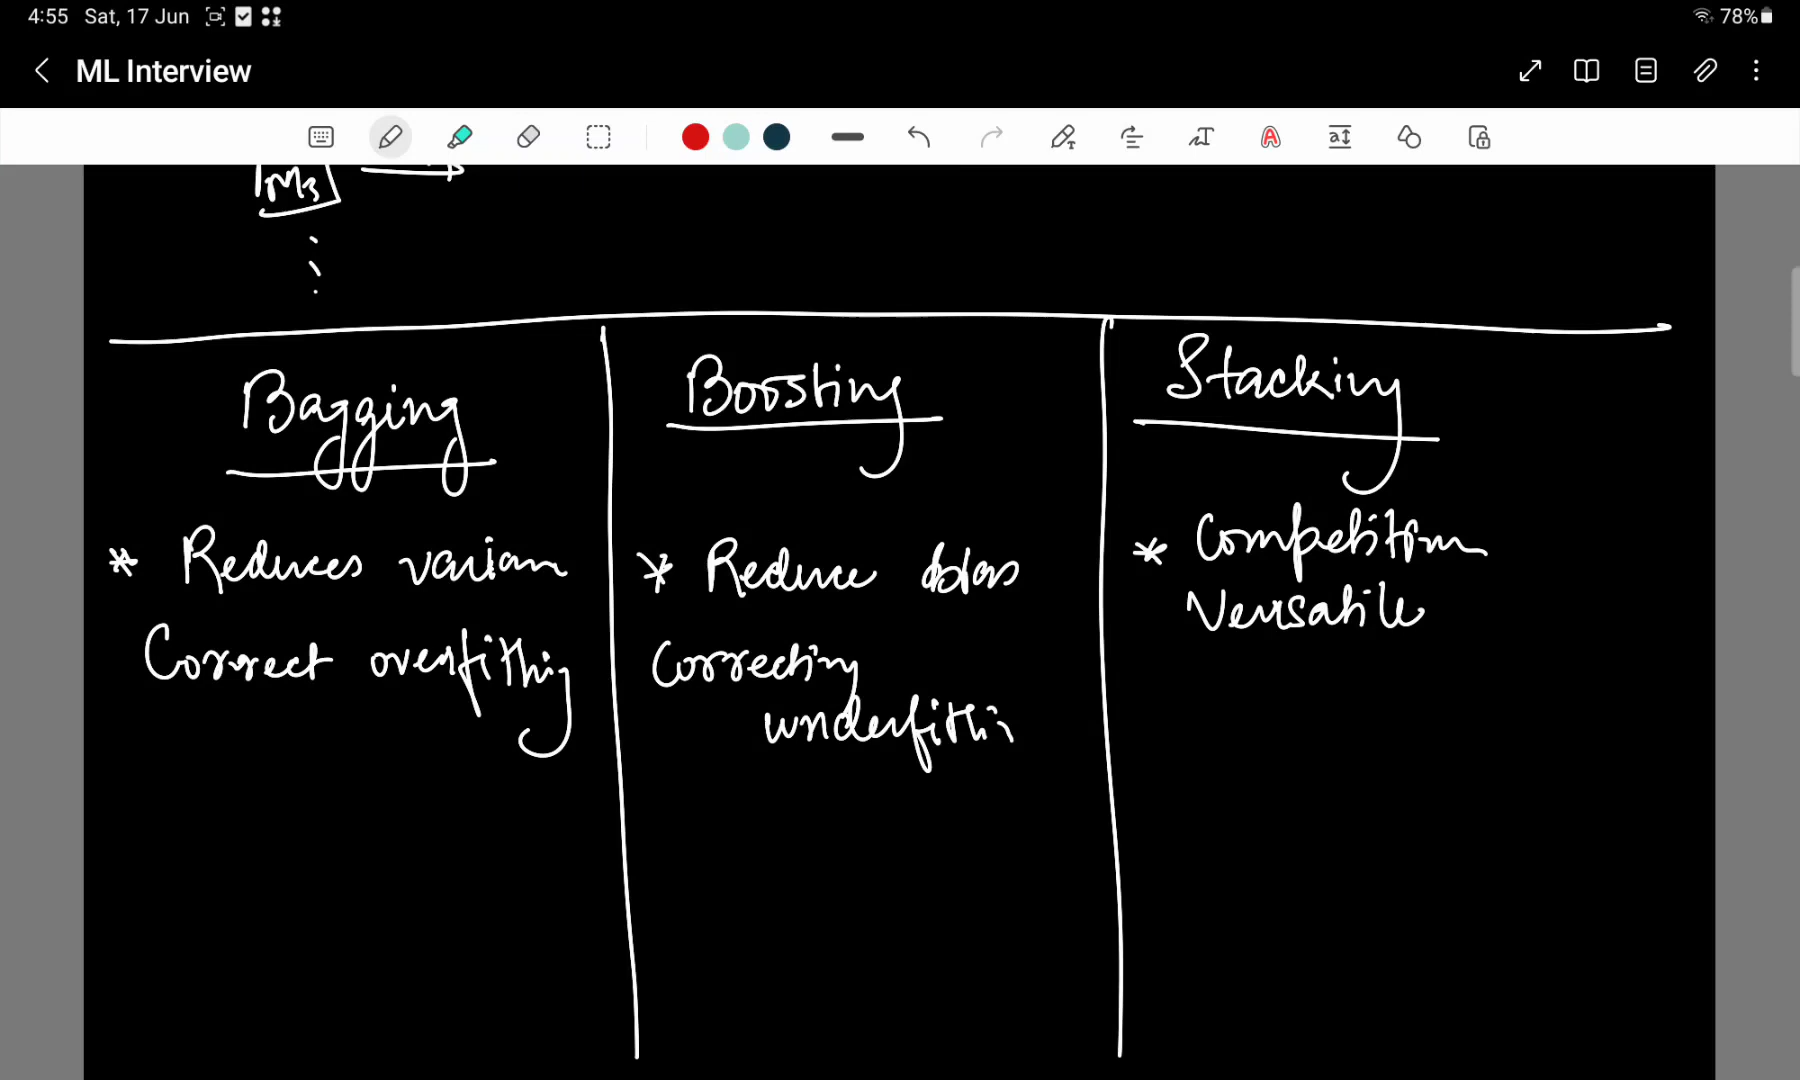 4:55 Sat, 17 Jun
78%
ML Interview
M3
Bagging
* Reduces varian
Correct overfitting
Boosting
* Reduce bias
Correcting
underfitti
Stacking
* Competition
Versatile